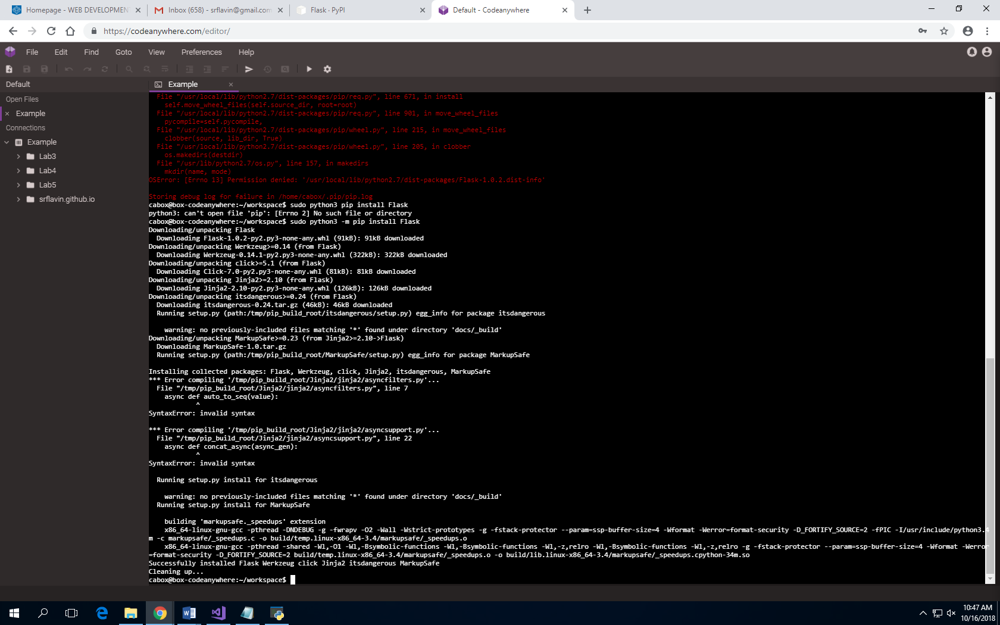 Homepage - WEB DEVELOPMEN
Inbox (658) - srflavin@gmail.com
Flask · PyPI
Default - Codeanywhere
https://codeanywhere.com/editor/
File Edit Find Goto View Preferences Help
Default
Example
Open Files
Example
Connections
Example
Lab3
Lab4
Lab5
srflavin.github.io
File "/usr/local/lib/python2.7/dist-packages/pip/req.py", line 671, in install
self.move_wheel_files(self.source_dir, root=root)
File "/usr/local/lib/python2.7/dist-packages/pip/req.py", line 901, in move_wheel_files
pycompile=self.pycompile,
File "/usr/local/lib/python2.7/dist-packages/pip/wheel.py", line 215, in move_wheel_files
clobber(source, lib_dir, True)
File "/usr/local/lib/python2.7/dist-packages/pip/wheel.py", line 205, in clobber
os.makedirs(destdir)
File "/usr/lib/python2.7/os.py", line 157, in makedirs
mkdir(name, mode)
OSError: [Errno 13] Permission denied: '/usr/local/lib/python2.7/dist-packages/Flask-1.0.2.dist-info'
Storing debug log for failure in /home/cabox/.pip/pip.log
cabox@box-codeanywhere:~/workspace$ sudo python3 pip install Flask
python3: can't open file 'pip': [Errno 2] No such file or directory
cabox@box-codeanywhere:~/workspace$ sudo python3 -m pip install Flask
Downloading/unpacking Flask
Downloading Flask-1.0.2-py2.py3-none-any.whl (91kB): 91kB downloaded
Downloading/unpacking Werkzeug>=0.14 (from Flask)
Downloading Werkzeug-0.14.1-py2.py3-none-any.whl (322kB): 322kB downloaded
Downloading/unpacking click>=5.1 (from Flask)
Downloading Click-7.0-py2.py3-none-any.whl (81kB): 81kB downloaded
Downloading/unpacking Jinja2>=2.10 (from Flask)
Downloading Jinja2-2.10-py2.py3-none-any.whl (126kB): 126kB downloaded
Downloading/unpacking itsdangerous>=0.24 (from Flask)
Downloading itsdangerous-0.24.tar.gz (46kB): 46kB downloaded
Running setup.py (path:/tmp/pip_build_root/itsdangerous/setup.py) egg_info for package itsdangerous
warning: no previously-included files matching '*' found under directory 'docs/_build'
Downloading/unpacking MarkupSafe>=0.23 (from Jinja2>=2.10->Flask)
Downloading MarkupSafe-1.0.tar.gz
Running setup.py (path:/tmp/pip_build_root/MarkupSafe/setup.py) egg_info for package MarkupSafe
Installing collected packages: Flask, Werkzeug, click, Jinja2, itsdangerous, MarkupSafe
*** Error compiling '/tmp/pip_build_root/Jinja2/jinja2/asyncfilters.py'...
File "/tmp/pip_build_root/Jinja2/jinja2/asyncfilters.py", line 7
async def auto_to_seq(value):
^
SyntaxError: invalid syntax
*** Error compiling '/tmp/pip_build_root/Jinja2/jinja2/asyncsupport.py'...
File "/tmp/pip_build_root/Jinja2/jinja2/asyncsupport.py", line 22
async def concat_async(async_gen):
^
SyntaxError: invalid syntax
Running setup.py install for itsdangerous
warning: no previously-included files matching '*' found under directory 'docs/_build'
Running setup.py install for MarkupSafe
building 'markupsafe._speedups' extension
x86_64-linux-gnu-gcc -pthread -DNDEBUG -g -fwrapv -O2 -Wall -Wstrict-prototypes -g -fstack-protector --param=ssp-buffer-size=4 -Wformat -Werror=format-security -D_FORTIFY_SOURCE=2 -fPIC -I/usr/include/python3.4
m -c markupsafe/_speedups.c -o build/temp.linux-x86_64-3.4/markupsafe/_speedups.o
x86_64-linux-gnu-gcc -pthread -shared -Wl,-O1 -Wl,-Bsymbolic-functions -Wl,-Bsymbolic-functions -Wl,-z,relro -Wl,-Bsymbolic-functions -Wl,-z,relro -g -fstack-protector --param=ssp-buffer-size=4 -Wformat -Werror
=format-security -D_FORTIFY_SOURCE=2 build/temp.linux-x86_64-3.4/markupsafe/_speedups.o -o build/lib.linux-x86_64-3.4/markupsafe/_speedups.cpython-34m.so
Successfully installed Flask Werkzeug click Jinja2 itsdangerous MarkupSafe
Cleaning up...
cabox@box-codeanywhere:~/workspace$
10:47 AM
10/16/2018